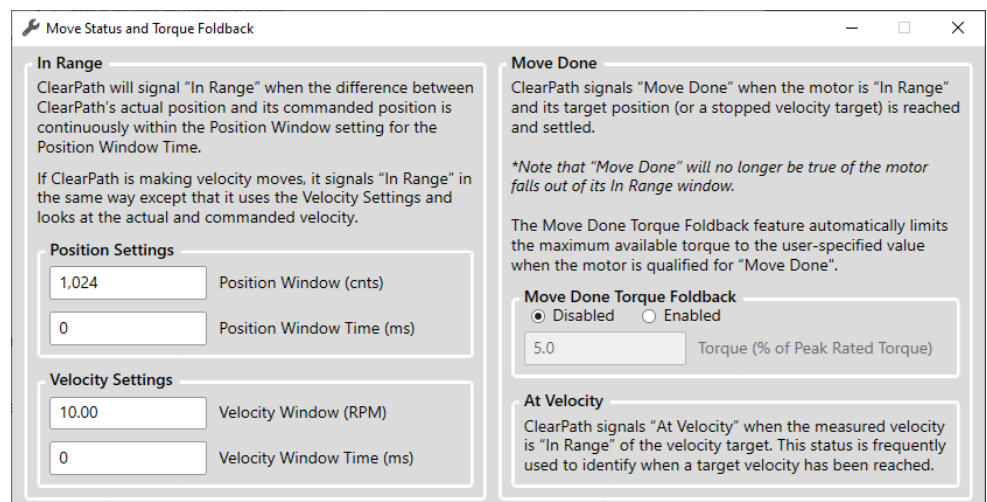 Move Status and Torque Foldback
In Range
ClearPath will signal “In Range” when the difference between
ClearPath’s actual position and its commanded position is
continuously within the Position Window setting for the
Position Window Time.
If ClearPath is making velocity moves, it signals “In Range” in
the same way except that it uses the Velocity Settings and
looks at the actual and commanded velocity.
Position Settings
1,024 Position Window (cnts)
0 Position Window Time (ms)
Velocity Settings
10.00 Velocity Window (RPM)
0 Velocity Window Time (ms)
Move Done
ClearPath signals “Move Done” when the motor is “In Range”
and its target position (or a stopped velocity target) is reached
and settled.
*Note that “Move Done” will no longer be true of the motor
falls out of its In Range window.
The Move Done Torque Foldback feature automatically limits
the maximum available torque to the user-specified value
when the motor is qualified for “Move Done".
Move Done Torque Foldback
Disabled Enabled
5.0 Torque (% of Peak Rated Torque)
At Velocity
ClearPath signals “At Velocity” when the measured velocity
is “In Range” of the velocity target. This status is frequently
used to identify when a target velocity has been reached.